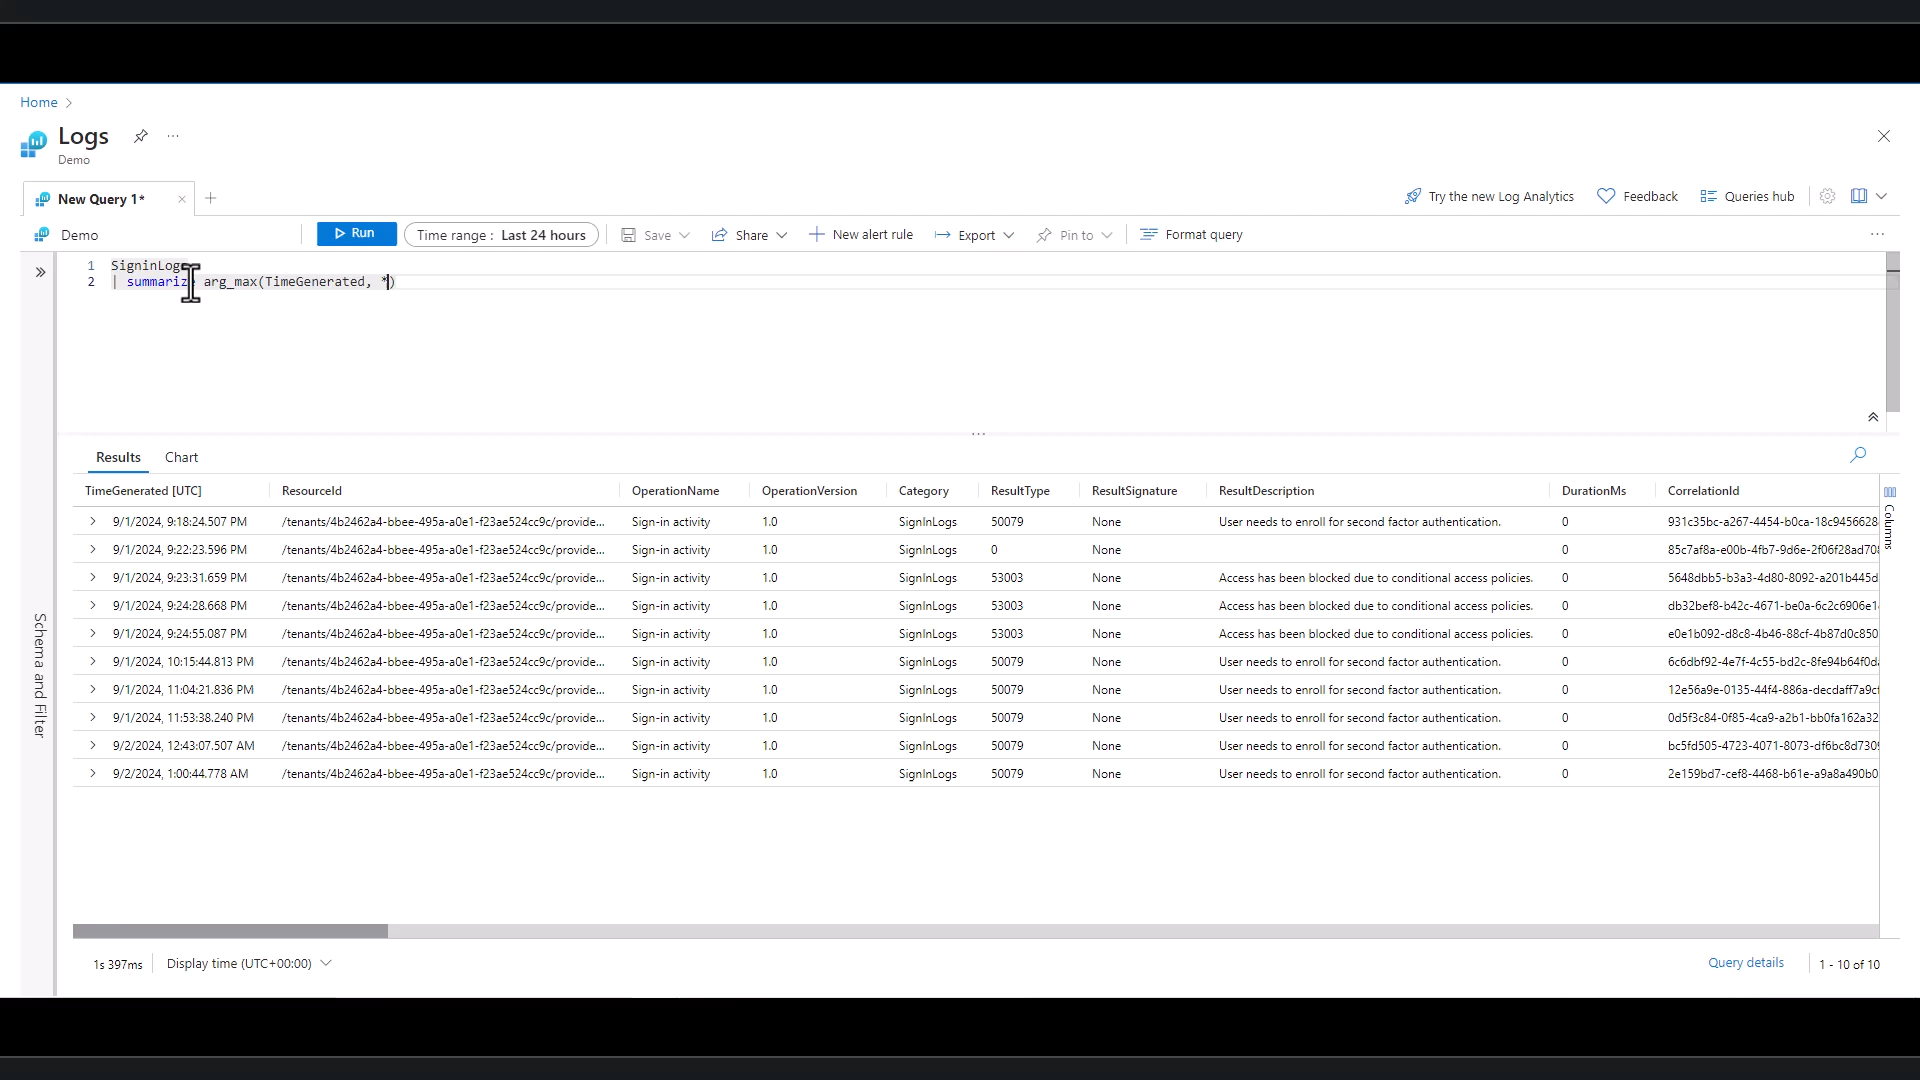 Home
Logs
Demo
New Query 1*
Try the new Log Analytics Feedback Queries hub
Demo Run Time range : Last 24 hours Save Share New alert rule Export Pin to Format query
1 SigninLog
2 | summarize arg_max(TimeGenerated, *)
Schema and Filter
Results Chart
TimeGenerated [UTC] ResourceId OperationName OperationVersion Category ResultType ResultSignature ResultDescription DurationMs CorrelationId
9/1/2024, 9:18:24.507 PM /tenants/4b2462a4-bbee-495a-a0e1-f23ae524cc9c/provide... Sign-in activity 1.0 SignInLogs 50079 None User needs to enroll for second factor authentication. 0 931c35bc-a267-4454-b0ca-18c9456628
9/1/2024, 9:22:23.596 PM /tenants/4b2462a4-bbee-495a-a0e1-f23ae524cc9c/provide... Sign-in activity 1.0 SignInLogs 0 None 0 85c7af8a-e00b-4fb7-9d6e-2f06f28ad70
9/1/2024, 9:23:31.659 PM /tenants/4b2462a4-bbee-495a-a0e1-f23ae524cc9c/provide... Sign-in activity 1.0 SignInLogs 53003 None Access has been blocked due to conditional access policies. 0 5648dbb5-b3a3-4d80-8092-a201b445d
9/1/2024, 9:24:28.668 PM /tenants/4b2462a4-bbee-495a-a0e1-f23ae524cc9c/provide... Sign-in activity 1.0 SignInLogs 53003 None Access has been blocked due to conditional access policies. 0 db32bef8-b42c-4671-be0a-6c2c6906e1
9/1/2024, 9:24:55.087 PM /tenants/4b2462a4-bbee-495a-a0e1-f23ae524cc9c/provide... Sign-in activity 1.0 SignInLogs 53003 None Access has been blocked due to conditional access policies. 0 e0e1b092-d8c8-4b46-88cf-4b87d0c850
9/1/2024, 10:15:44.813 PM /tenants/4b2462a4-bbee-495a-a0e1-f23ae524cc9c/provide... Sign-in activity 1.0 SignInLogs 50079 None User needs to enroll for second factor authentication. 0 6c6dbf92-4e7f-4c55-bd2c-8fe94b64f0d
9/1/2024, 11:04:21.836 PM /tenants/4b2462a4-bbee-495a-a0e1-f23ae524cc9c/provide... Sign-in activity 1.0 SignInLogs 50079 None User needs to enroll for second factor authentication. 0 12e56a9e-0135-44f4-886a-decdaff7a9c
9/1/2024, 11:53:38.240 PM /tenants/4b2462a4-bbee-495a-a0e1-f23ae524cc9c/provide... Sign-in activity 1.0 SignInLogs 50079 None User needs to enroll for second factor authentication. 0 0d5f3c84-0f85-4ca9-a2b1-bb0fa162a32
9/2/2024, 12:43:07.507 AM /tenants/4b2462a4-bbee-495a-a0e1-f23ae524cc9c/provide... Sign-in activity 1.0 SignInLogs 50079 None User needs to enroll for second factor authentication. 0 bc5fd505-4723-4071-8073-df6bc8d730
9/2/2024, 1:00:44.778 AM /tenants/4b2462a4-bbee-495a-a0e1-f23ae524cc9c/provide... Sign-in activity 1.0 SignInLogs 50079 None User needs to enroll for second factor authentication. 0 2e159bd7-cef8-4468-b61e-a9a8a490b0
Columns
1s 397ms Display time (UTC+00:00) Query details 1 - 10 of 10